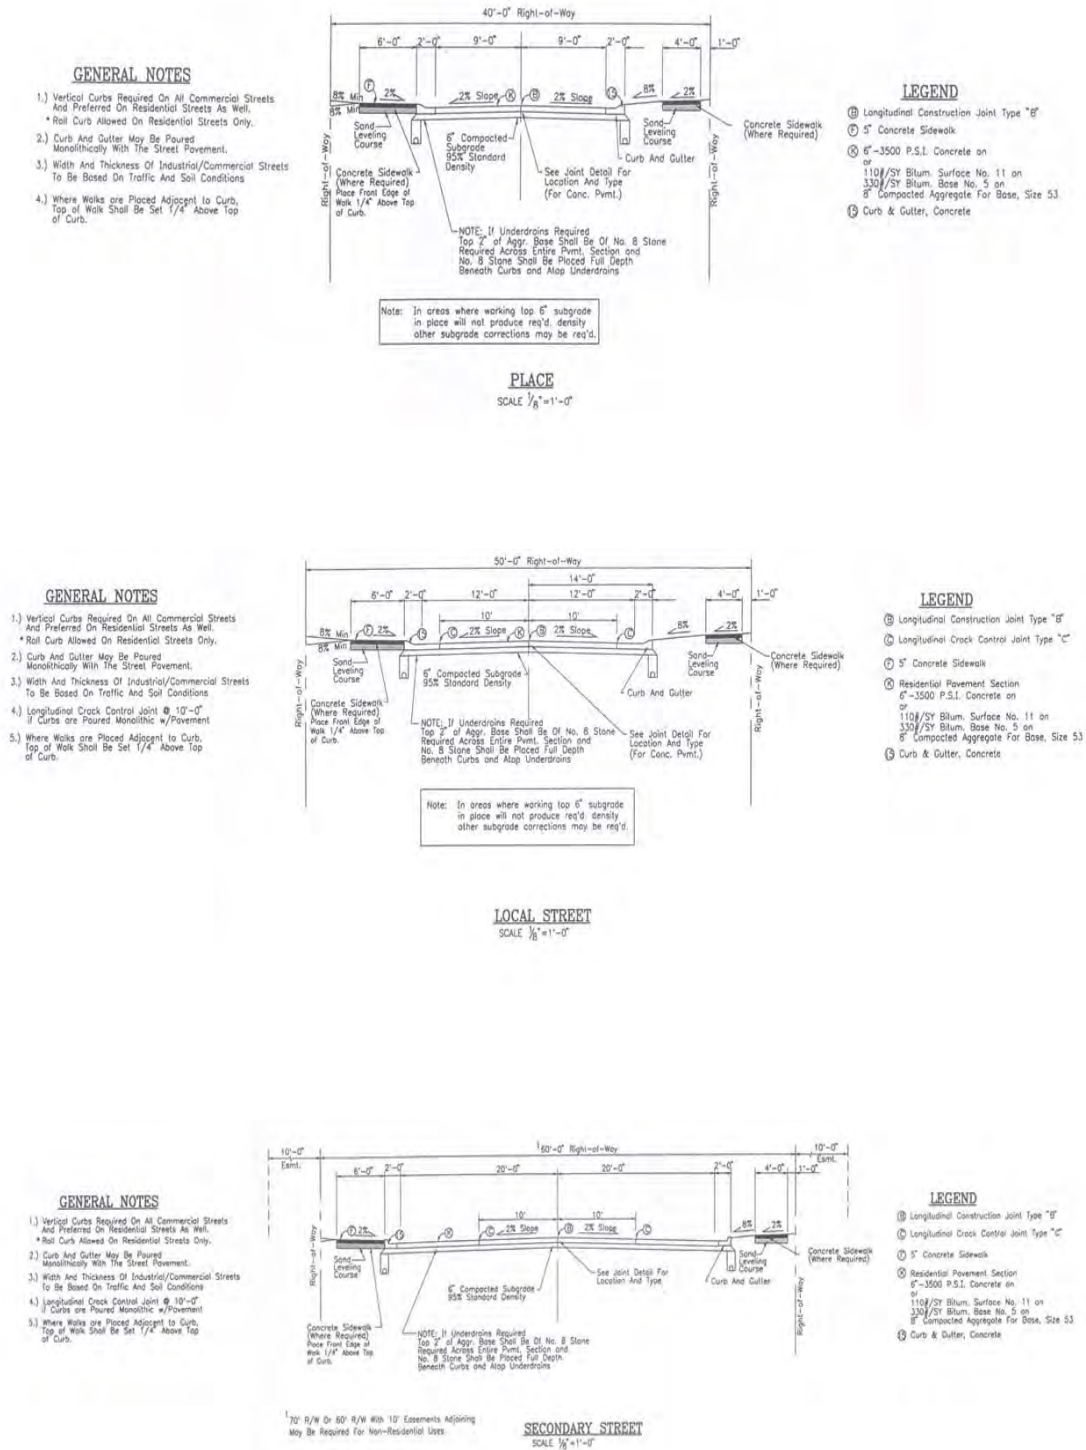 40'-0" Right-of-Way
6'-0" 2'-0" 9'-0" 9'-0" 2'-0" 4'-0" 1'-0"
GENERAL NOTES
1.) Vertical Curbs Required On All Commercial Streets
And Preferred On Residential Streets As Well.
* Roll Curb Allowed On Residential Streets Only.
2.) Curb And Gutter May Be Poured
Monolithically With The Street Pavement.
3.) Width And Thickness Of Industrial/Commercial Streets
To Be Based On Traffic And Soil Conditions
4.) Where Walks are Placed Adjacent to Curb,
Top of Walk Shall Be Set 1/4" Above Top
of Curb.
8% Min F 2% 2% Slope K B 2% Slope 8% 2%
8% Min
Sand
Leveling
Course
6" Compacted
Subgrade
95% Standard
Density
Sand
Leveling
Course
Concrete Sidewalk
(Where Required)
Curb And Gutter
Concrete Sidewalk
(Where Required)
Place Front Edge of
Walk 1/4" Above Top
of Curb.
See Joint Detail For
Location And Type
(For Conc. Pvmt.)
Right-of-Way
Right-of-Way
NOTE: If Underdrains Required
Top 2" of Aggr. Base Shall Be Of No. 8 Stone
Required Across Entire Pvmt. Section and
No. 8 Stone Shall Be Placed Full Depth
Beneath Curbs and Atop Underdrains
LEGEND
B Longitudinal Construction Joint Type "B"
F 5" Concrete Sidewalk
K 6"-3500 P.S.I. Concrete on
or
110#/SY Bitum. Surface No. 11 on
330#/SY Bitum. Base No. 5 on
8" Compacted Aggregate For Base, Size 53
Curb & Gutter, Concrete
Note: In areas where working top 6" subgrade
in place will not produce req'd. density
other subgrade corrections may be req'd.
PLACE
SCALE 1/8"=1'-0"
50'-0" Right-of-Way
14'-0"
6'-0" 2'-0" 12'-0" 12'-0" 2'-0" 4'-0" 1'-0"
10' 10'
GENERAL NOTES
1.) Vertical Curbs Required On All Commercial Streets
And Preferred On Residential Streets As Well.
* Roll Curb Allowed On Residential Streets Only.
2.) Curb And Gutter May Be Poured
Monolithically With The Street Pavement.
3.) Width And Thickness Of Industrial/Commercial Streets
To Be Based On Traffic And Soil Conditions
4.) Longitudinal Crack Control Joint @ 10'-0"
if Curbs are Poured Monolithic w/Pavement
5.) Where Walks are Placed Adjacent to Curb,
Top of Walk Shall Be Set 1/4" Above Top
of Curb.
8% Min F 2% C 2% Slope K B 2% Slope C 8% 2%
8% Min
Sand
Leveling
Course
6" Compacted Subgrade
95% Standard Density
Sand
Leveling
Course
Concrete Sidewalk
(Where Required)
Curb And Gutter
Concrete Sidewalk
(Where Required)
Place Front Edge of
Walk 1/4" Above Top
of Curb.
NOTE: If Underdrains Required
Top 2" of Aggr. Base Shall Be Of No. 8 Stone
Required Across Entire Pvmt. Section and
No. 8 Stone Shall Be Placed Full Depth
Beneath Curbs and Atop Underdrains
See Joint Detail For
Location And Type
(For Conc. Pvmt.)
Right-of-Way
Right-of-Way
LEGEND
B Longitudinal Construction Joint Type "B"
C Longitudinal Crack Control Joint Type "C"
F 5" Concrete Sidewalk
K Residential Pavement Section
6"-3500 P.S.I. Concrete on
or
110#/SY Bitum. Surface No. 11 on
330#/SY Bitum. Base No. 5 on
8" Compacted Aggregate For Base, Size 53
Curb & Gutter, Concrete
Note: In areas where working top 6" subgrade
in place will not produce req'd. density
other subgrade corrections may be req'd.
LOCAL STREET
SCALE 1/8"=1'-0"
10'-0" 1 60'-0" Right-of-Way 10'-0"
Esmt. Esmt.
6'-0" 2'-0" 20'-0" 20'-0" 2'-0" 4'-0" 1'-0"
10' 10'
GENERAL NOTES
1.) Vertical Curbs Required On All Commercial Streets
And Preferred On Residential Streets As Well.
* Roll Curb Allowed On Residential Streets Only.
2.) Curb And Gutter May Be Poured
Monolithically With The Street Pavement.
3.) Width And Thickness Of Industrial/Commercial Streets
To Be Based On Traffic And Soil Conditions
4.) Longitudinal Crack Control Joint @ 10'-0"
if Curbs are Poured Monolithic w/Pavement
5.) Where Walks are Placed Adjacent to Curb,
Top of Walk Shall Be Set 1/4" Above Top
of Curb.
F 2% K C 2% Slope B 2% Slope C 8% 2%
Sand
Leveling
Course
6" Compacted Subgrade
95% Standard Density
See Joint Detail For
Location And Type
Curb And Gutter
Sand
Leveling
Course
Concrete Sidewalk
(Where Required)
Right-of-Way
Right-of-Way
Concrete Sidewalk
(Where Required)
Place Front Edge of
Walk 1/4" Above Top
of Curb.
NOTE: If Underdrains Required
Top 2" of Aggr. Base Shall Be Of No. 8 Stone
Required Across Entire Pvmt. Section and
No. 8 Stone Shall Be Placed Full Depth
Beneath Curbs and Atop Underdrains
LEGEND
B Longitudinal Construction Joint Type "B"
C Longitudinal Crack Control Joint Type "C"
F 5" Concrete Sidewalk
K Residential Pavement Section
6"-3500 P.S.I. Concrete on
or
110#/SY Bitum. Surface No. 11 on
330#/SY Bitum. Base No. 5 on
8" Compacted Aggregate For Base, Size 53
Curb & Gutter, Concrete
1 70' R/W Or 60' R/W With 10' Easements Adjoining
May Be Required For Non-Residential Uses
SECONDARY STREET
SCALE 1/8"=1'-0"